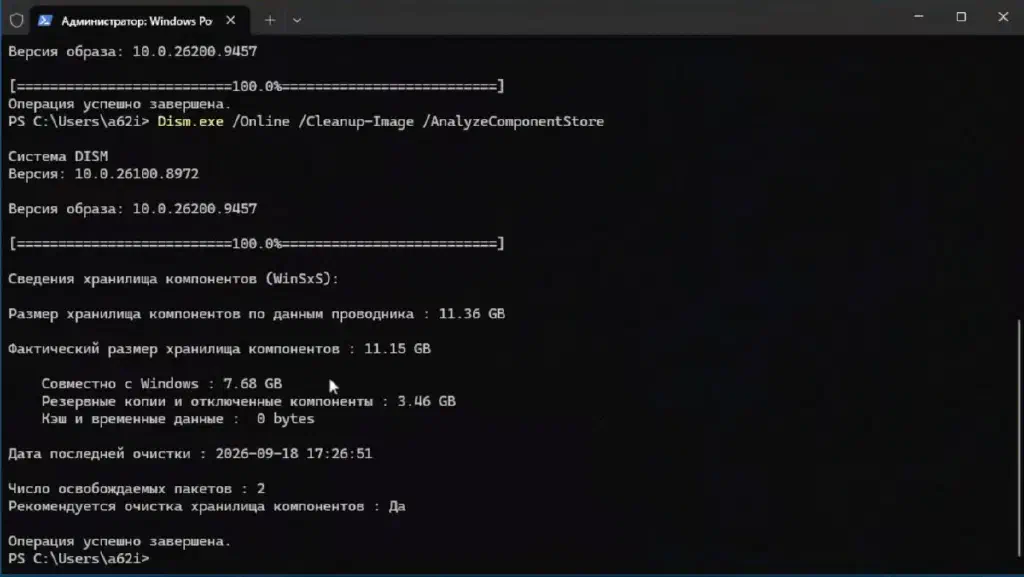 Администратор: Windows Po
Версия образа: 10.0.26200.9457
[==========================100.0%==========================]
Операция успешно завершена.
PS C:\Users\a62i> Dism.exe /Online /Cleanup-Image /AnalyzeComponentStore
Cистема DISM
Версия: 10.0.26100.8972
Версия образа: 10.0.26200.9457
[==========================100.0%==========================]
Сведения хранилища компонентов (WinSxS):
Размер хранилища компонентов по данным проводника : 11.36 GB
Фактический размер хранилища компонентов : 11.15 GB
Совместно с Windows : 7.68 GB
Резервные копии и отключенные компоненты : 3.46 GB
Кэш и временные данные :  0 bytes
Дата последней очистки : 2026-09-18 17:26:51
Число освобождаемых пакетов : 2
Рекомендуется очистка хранилища компонентов : Да
Операция успешно завершена.
PS C:\Users\a62i>